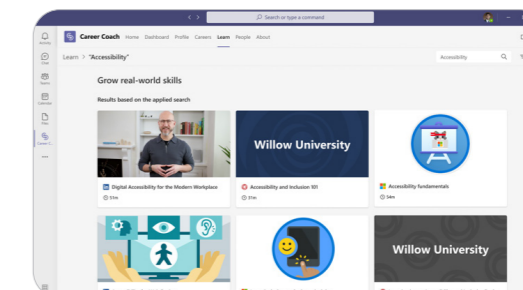 Search or type a command
Career Coach Home Dashboard Profile Careers Learn People About
Activity
Chat
Teams
Calendar
Files
Career C...
Learn > "Accessibility"
Accessibility
Grow real-world skills
Results based on the applied search
Digital Accessibility for the Modern Workplace
51m
Willow University
Accessibility and Inclusion 101
31m
Accessibility fundamentals
54m
Willow University